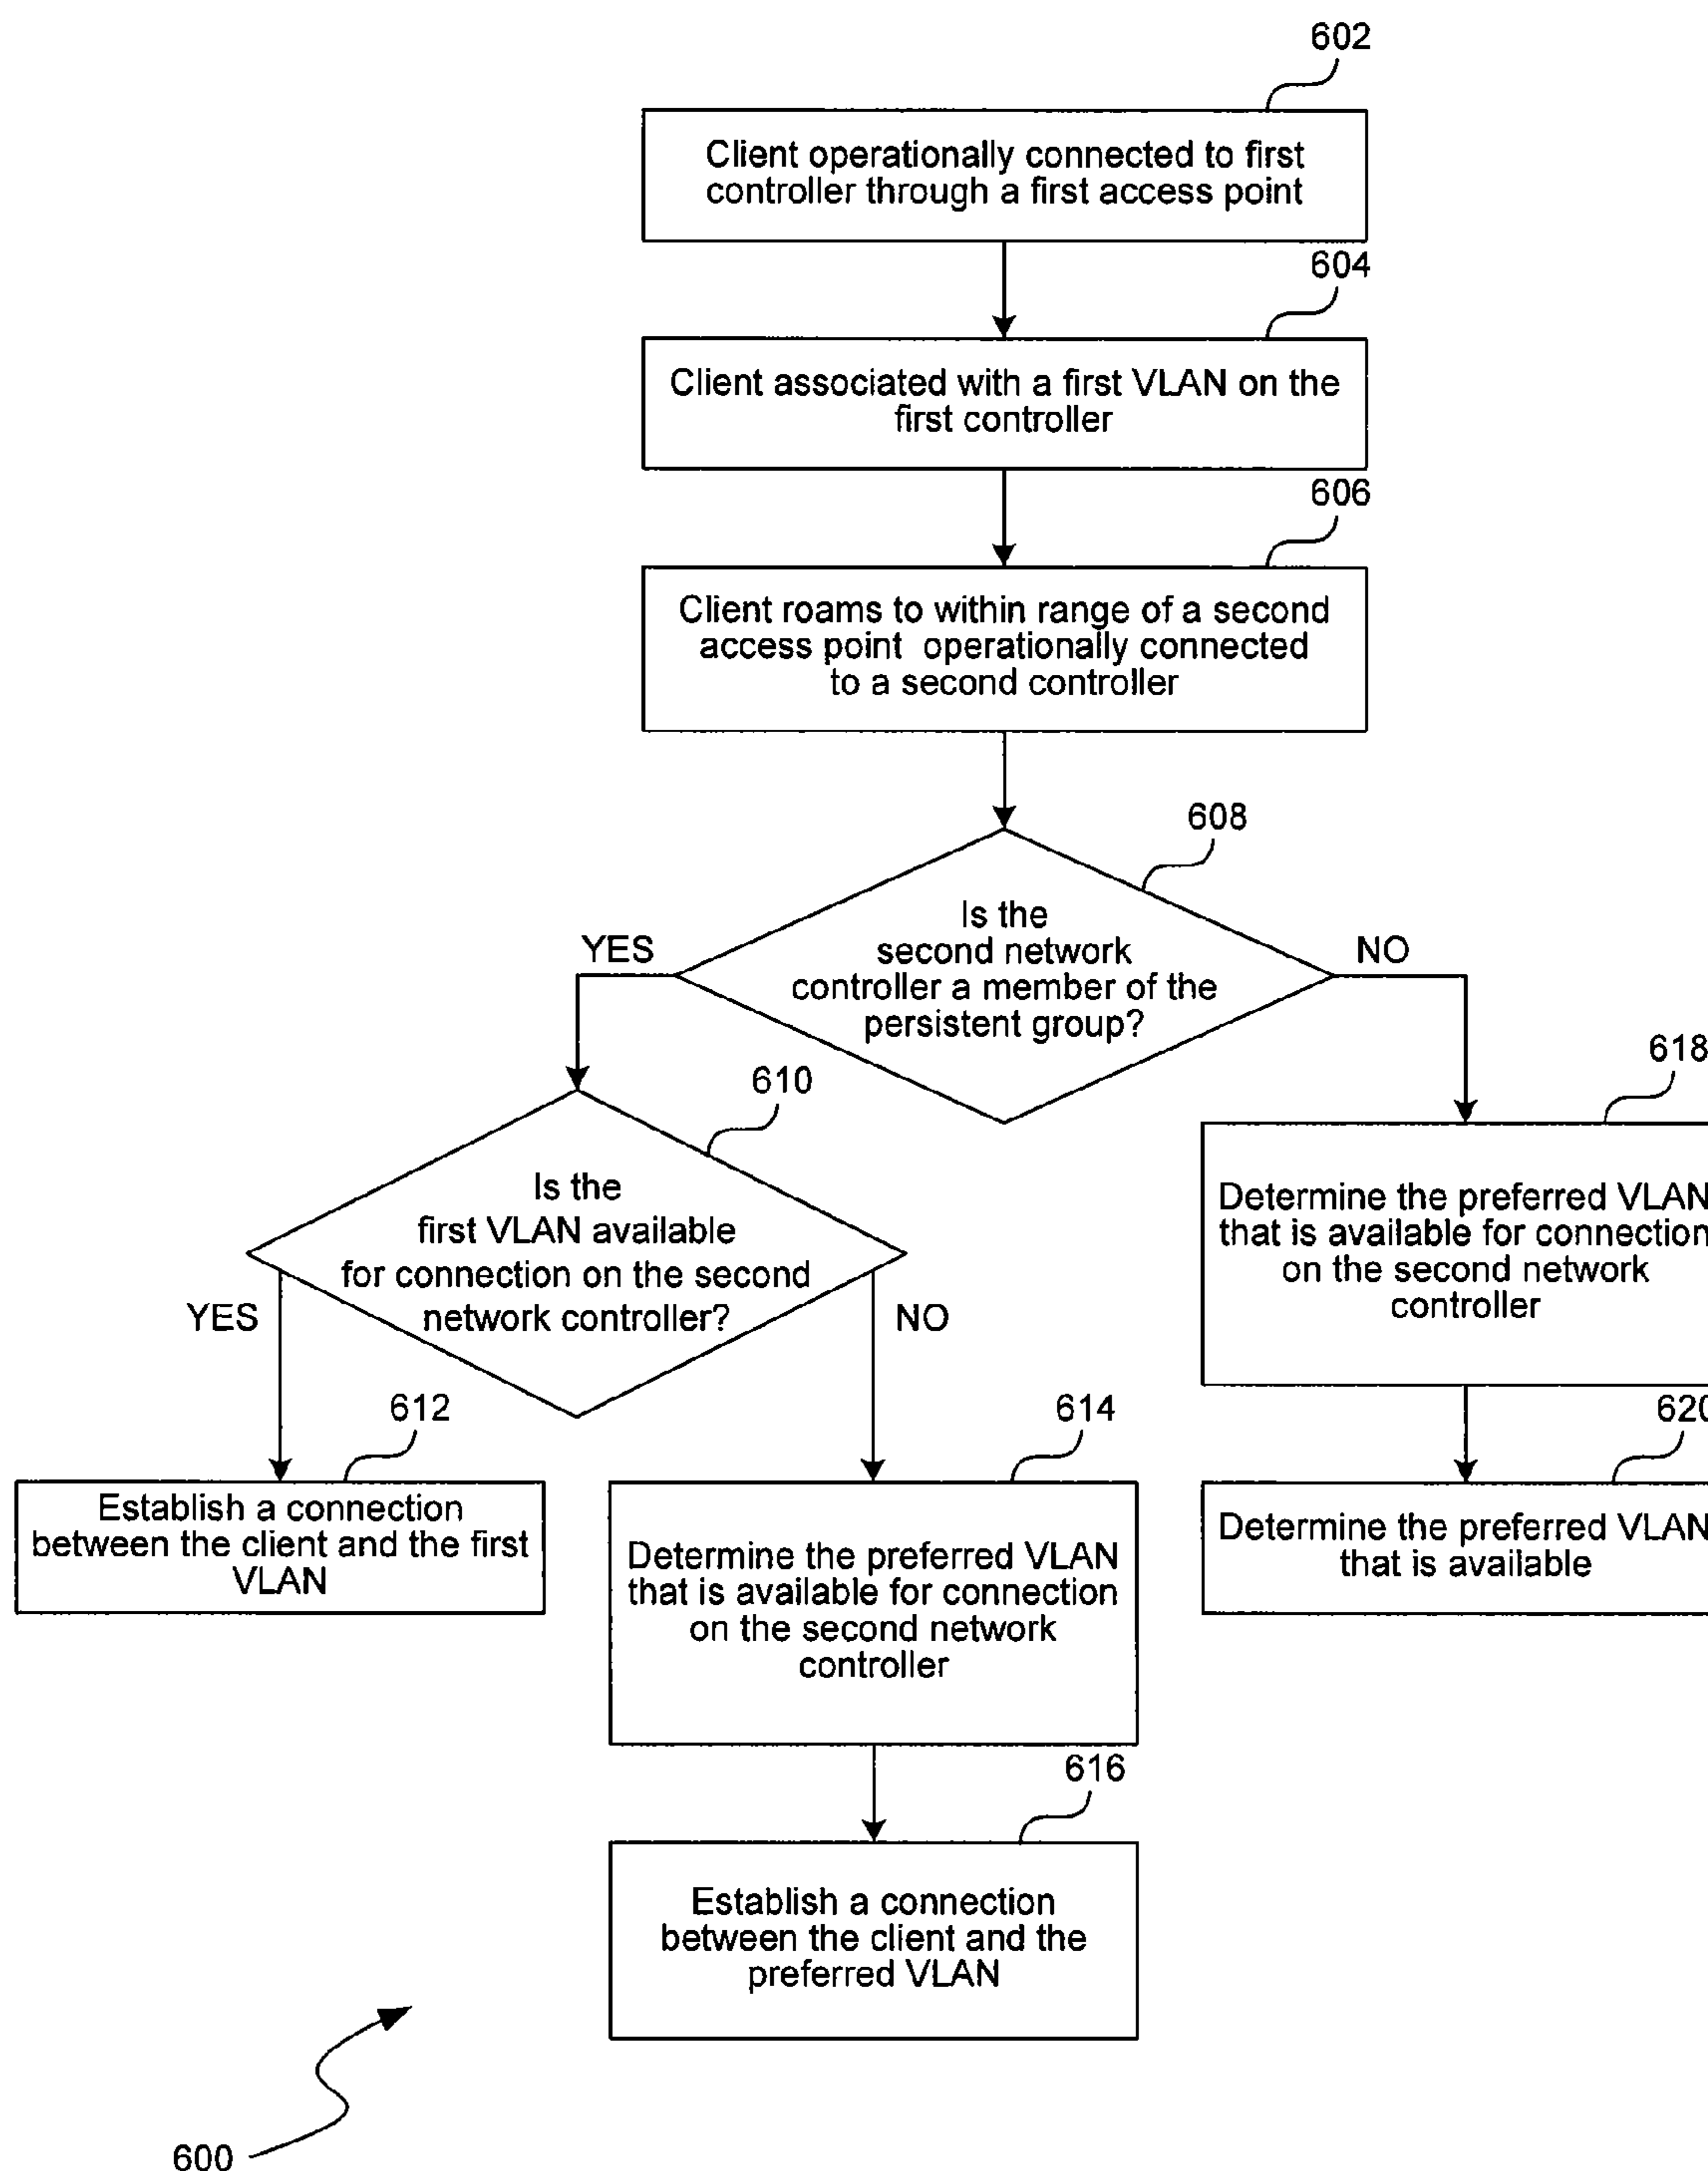 602
Client operationally connected to first
controller through a first access point
604
Client associated with a first VLAN on the
first controller
606
Client roams to within range of a second
access point operationally connected
to a second controller
608
Is the
second network
controller a member of the
persistent group?
YES
NO
610
Is the
first VLAN available
for connection on the second
network controller?
YES
NO
618
Determine the preferred VLAN
that is available for connection
on the second network
controller
612
Establish a connection
between the client and the first
VLAN
614
Determine the preferred VLAN
that is available for connection
on the second network
controller
620
Determine the preferred VLAN
that is available
616
Establish a connection
between the client and the
preferred VLAN
600